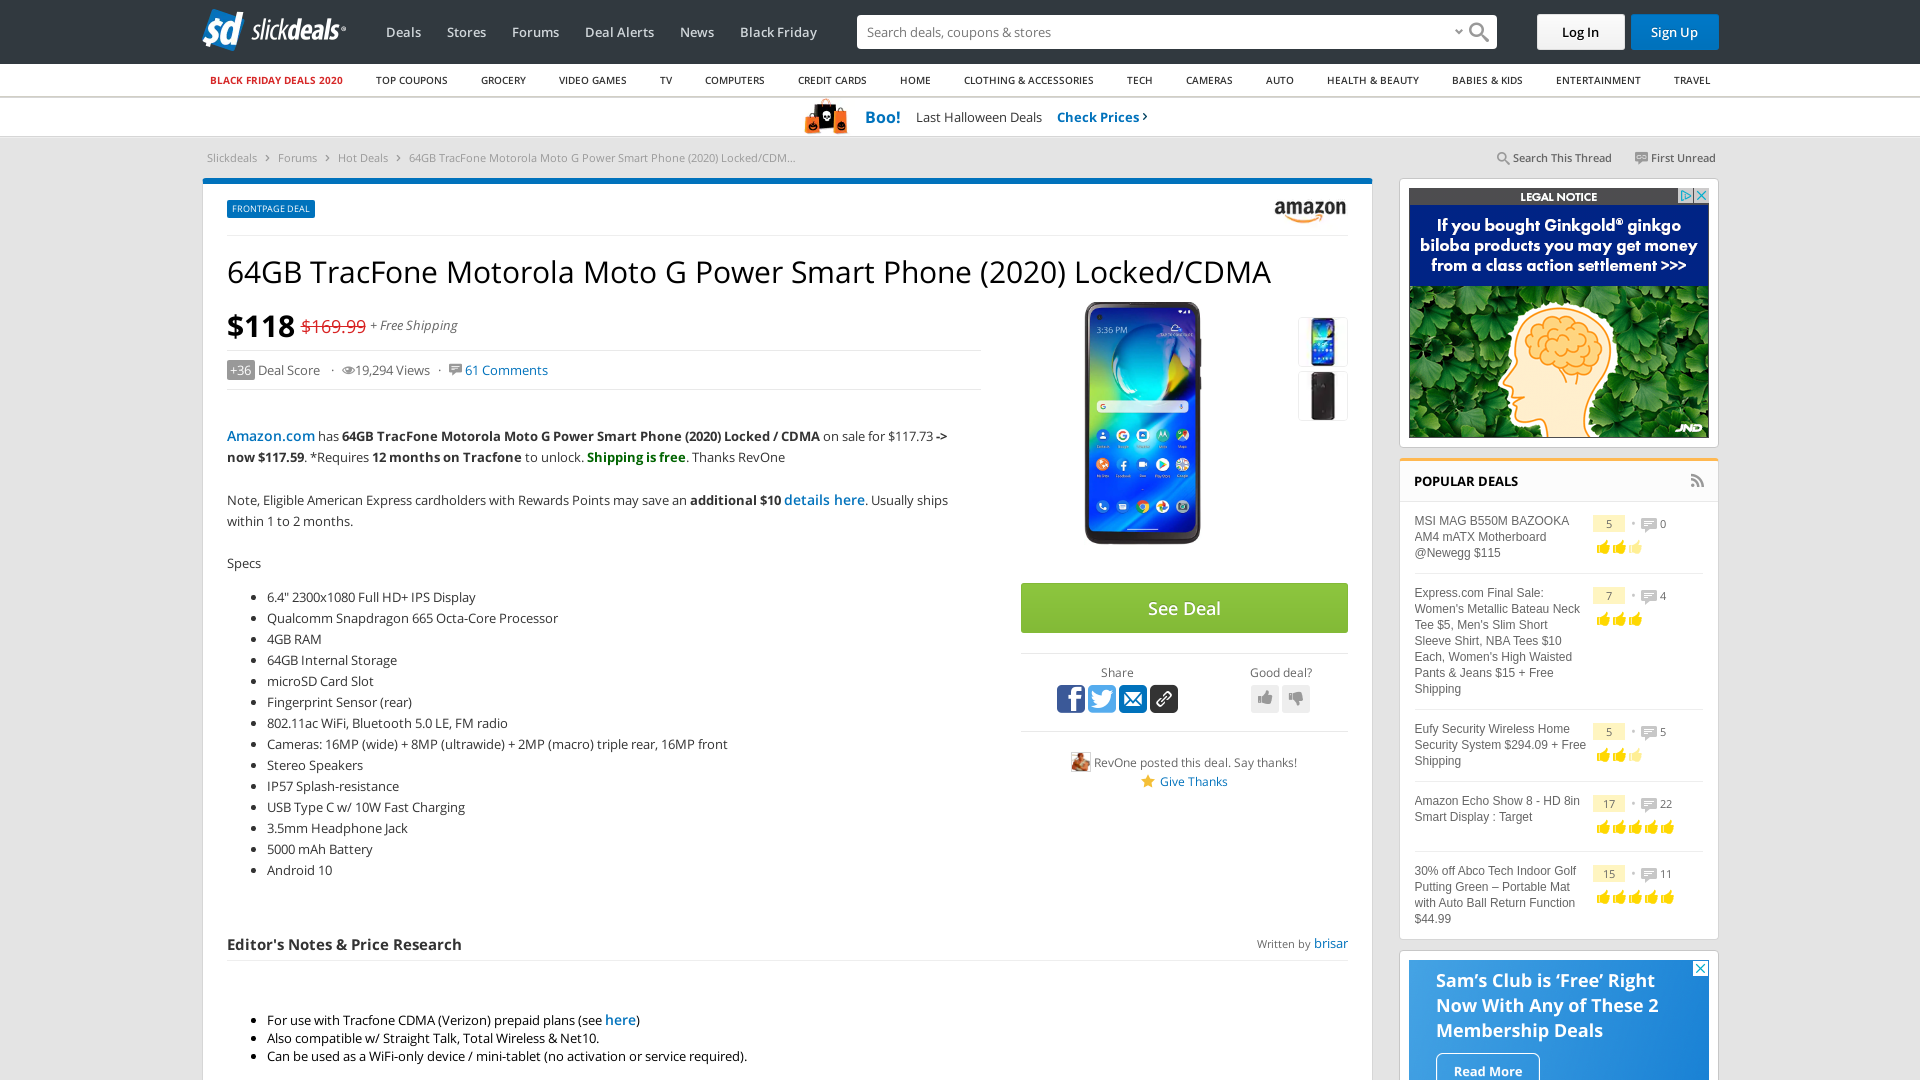 slickdeals
Deals
Stores
Forums
Deal Alerts
News
Black Friday
Search deals, coupons & shopping
Log In
Sign Up
BLACK FRIDAY DEALS 2020
TOP COUPONS
GROCERY
VIDEO GAMES
TV
COMPUTERS
CREDIT CARDS
HOME
CLOTHING & ACCESSORIES
TECH
CAMERAS
AUTO
HEALTH & BEAUTY
BABIES & KIDS
ENTERTAINMENT
TRAVEL
Boo! Last Halloween Deals Check Prices ›
Slickdeals › Forums › Hot Deals › 64GB TracFone Motorola Moto G Power Smart Phone (2020) Locked/CDM...
Search This Thread
First Unread
FRONTPAGE DEAL
amazon
64GB TracFone Motorola Moto G Power Smart Phone (2020) Locked/CDMA
$118 $169.99 + Free Shipping
+36 Deal Score · 19,294 Views · 61 Comments
3:36 PM
Amazon.com has 64GB TracFone Motorola Moto G Power Smart Phone (2020) Locked / CDMA on sale for $117.73 ->
now $117.59. *Requires 12 months on Tracfone to unlock. Shipping is free. Thanks RevOne
Note, Eligible American Express cardholders with Rewards Points may save an additional $10 details here. Usually ships
within 1 to 2 months.
Specs
6.4" 2300x1080 Full HD+ IPS Display
Qualcomm Snapdragon 665 Octa-Core Processor
4GB RAM
64GB Internal Storage
microSD Card Slot
Fingerprint Sensor (rear)
802.11ac WiFi, Bluetooth 5.0 LE, FM radio
Cameras: 16MP (wide) + 8MP (ultrawide) + 2MP (macro) triple rear, 16MP front
Stereo Speakers
IP57 Splash-resistance
USB Type C w/ 10W Fast Charging
3.5mm Headphone Jack
5000 mAh Battery
Android 10
See Deal
Share
Good deal?
RevOne posted this deal. Say thanks!
Give Thanks
Editor's Notes & Price Research
Written by brisar
For use with Tracfone CDMA (Verizon) prepaid plans (see here)
Also compatible w/ Straight Talk, Total Wireless & Net10.
Can be used as a WiFi-only device / mini-tablet (no activation or service required).
LEGAL NOTICE
If you bought Ginkgold® ginkgo
biloba products you may get money
from a class action settlement >>>
JND
POPULAR DEALS
MSI MAG B550M BAZOOKA
AM4 mATX Motherboard
@Newegg $115
5 • 0
Express.com Final Sale:
Women's Metallic Bateau Neck
Tee $5, Men's Slim Short
Sleeve Shirt, NBA Tees $10
Each, Women's High Waisted
Pants & Jeans $15 + Free
Shipping
7 • 4
Eufy Security Wireless Home
Security System $294.09 + Free
Shipping
5 • 5
Amazon Echo Show 8 - HD 8in
Smart Display : Target
17 • 22
30% off Abco Tech Indoor Golf
Putting Green – Portable Mat
with Auto Ball Return Function
$44.99
15 • 11
Sam's Club is 'Free' Right
Now With Any of These 2
Membership Deals
Read More